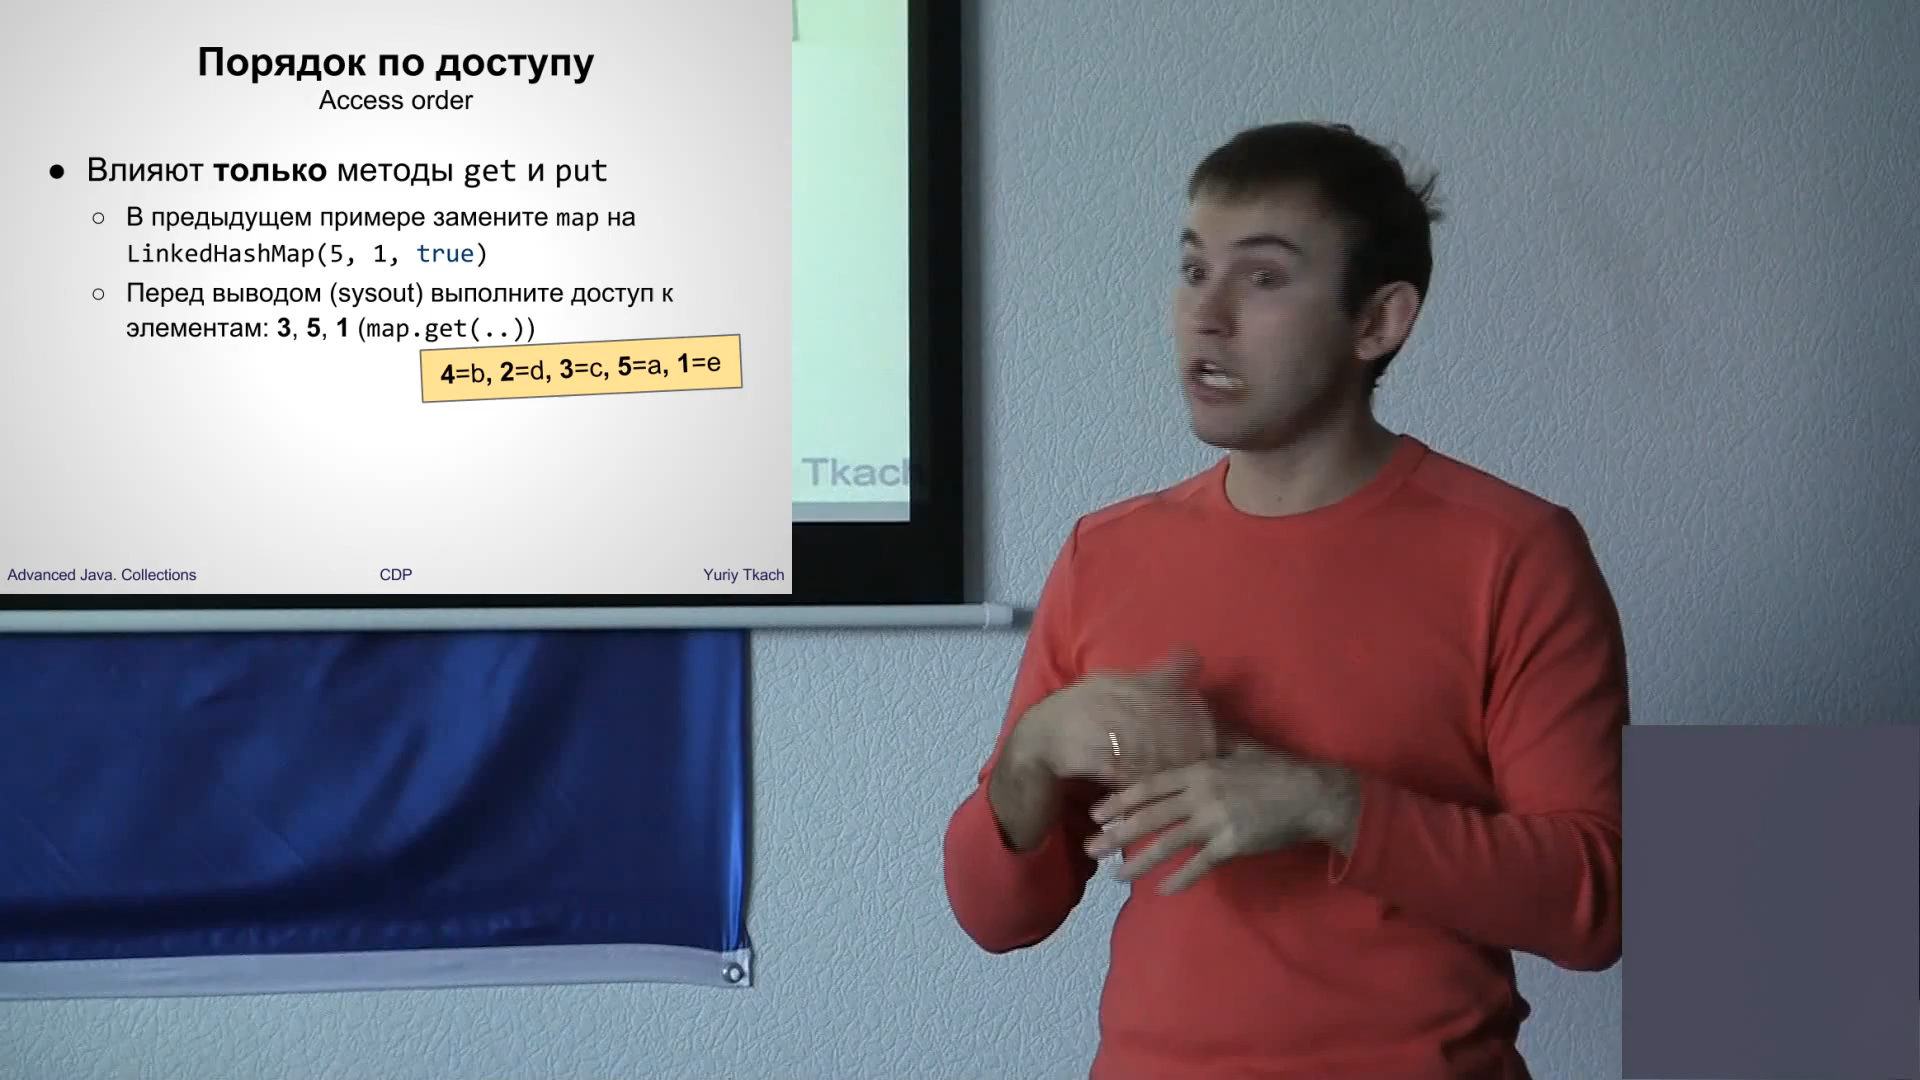 Порядок по доступу
Access order
● Влияют только методы get и put
○ В предыдущем примере замените map на
LinkedHashMap(5, 1, true)
○ Перед выводом (sysout) выполните доступ к
элементам: 3, 5, 1 (map.get(..))
4=b, 2=d, 3=c, 5=a, 1=e
Tkach
Advanced Java. Collections CDP Yuriy Tkach